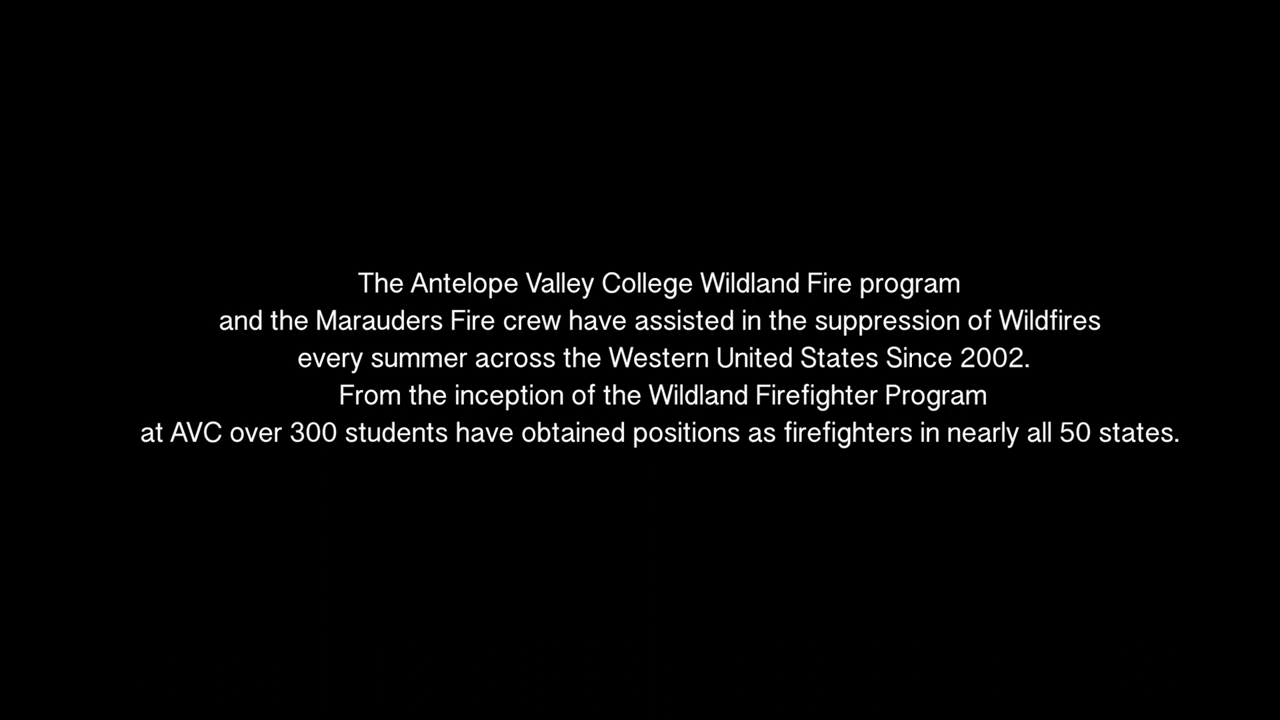 The Antelope Valley College Wildland Fire program
and the Marauders Fire crew have assisted in the suppression of Wildfires
every summer across the Western United States Since 2002.
From the inception of the Wildland Firefighter Program
at AVC over 300 students have obtained positions as firefighters in nearly all 50 states.